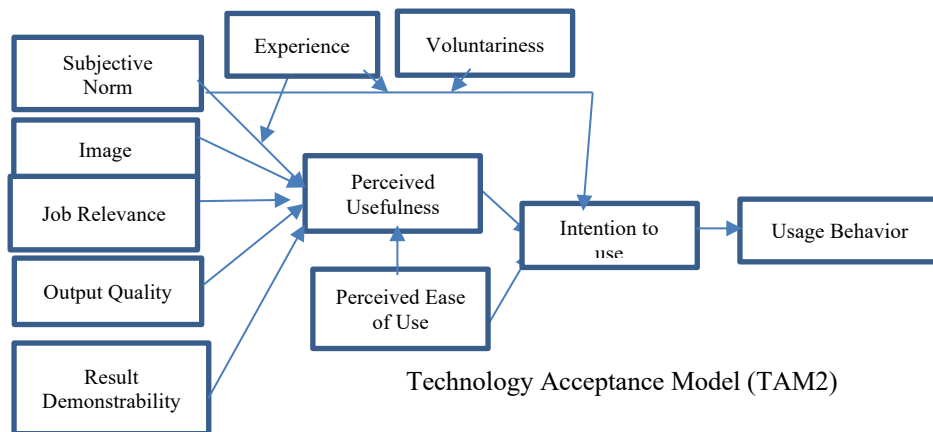 Experience
Voluntariness
Subjective
Norm
Image
Job Relevance
Perceived
Usefulness
Intention to
use
Usage Behavior
Output Quality
Perceived Ease
of Use
Result
Demonstrability
Technology Acceptance Model (TAM2)